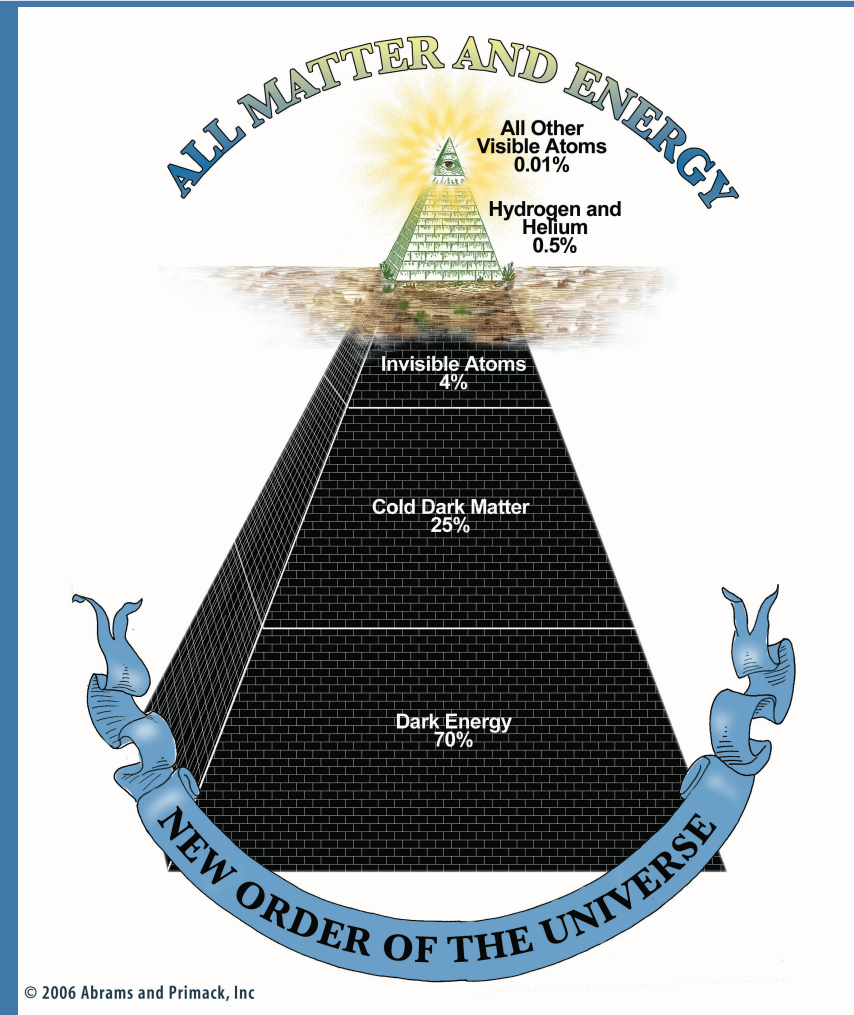 ALL MATTER AND ENERGY
All Other
Visible Atoms
0.01%
Hydrogen and
Helium
0.5%
Invisible Atoms
4%
Cold Dark Matter
25%
Dark Energy
70%
NEW ORDER OF THE UNIVERSE
© 2006 Abrams and Primack, Inc